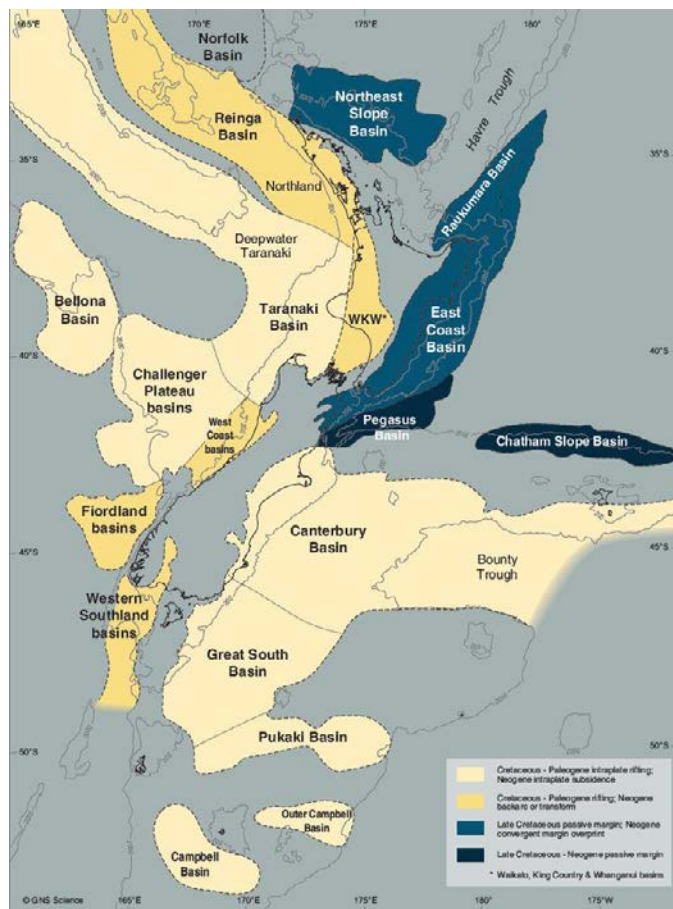 165°E
170°E
175°E
180°
Norfolk
Basin
Northeast
Slope
Basin
Havre Trough
Reinga
Basin
35°S
35°S
Northland
Raukumara Basin
Deepwater
Taranaki
Bellona
Basin
Taranaki
Basin
WKW*
East
Coast
Basin
40°S
40°S
Challenger
Plateau
basins
West
Coast
basins
Pegasus
Basin
Chatham Slope Basin
Fiordland
basins
Canterbury
Basin
45°S
45°S
Bounty
Trough
Western
Southland
basins
Great South
Basin
Pukaki Basin
50°S
50°S
Outer Campbell
Basin
Campbell
Basin
Cretaceous - Paleogene intraplate rifting;
Neogene intraplate subsidence
Cretaceous - Paleogene rifting; Neogene
backarc or transform
Late Cretaceous passive margin; Neogene
convergent margin overprint
Late Cretaceous - Neogene passive margin
* Waikato, King Country & Whanganui basins
© GNS Science
165°E
170°E
175°E
180°
175°W